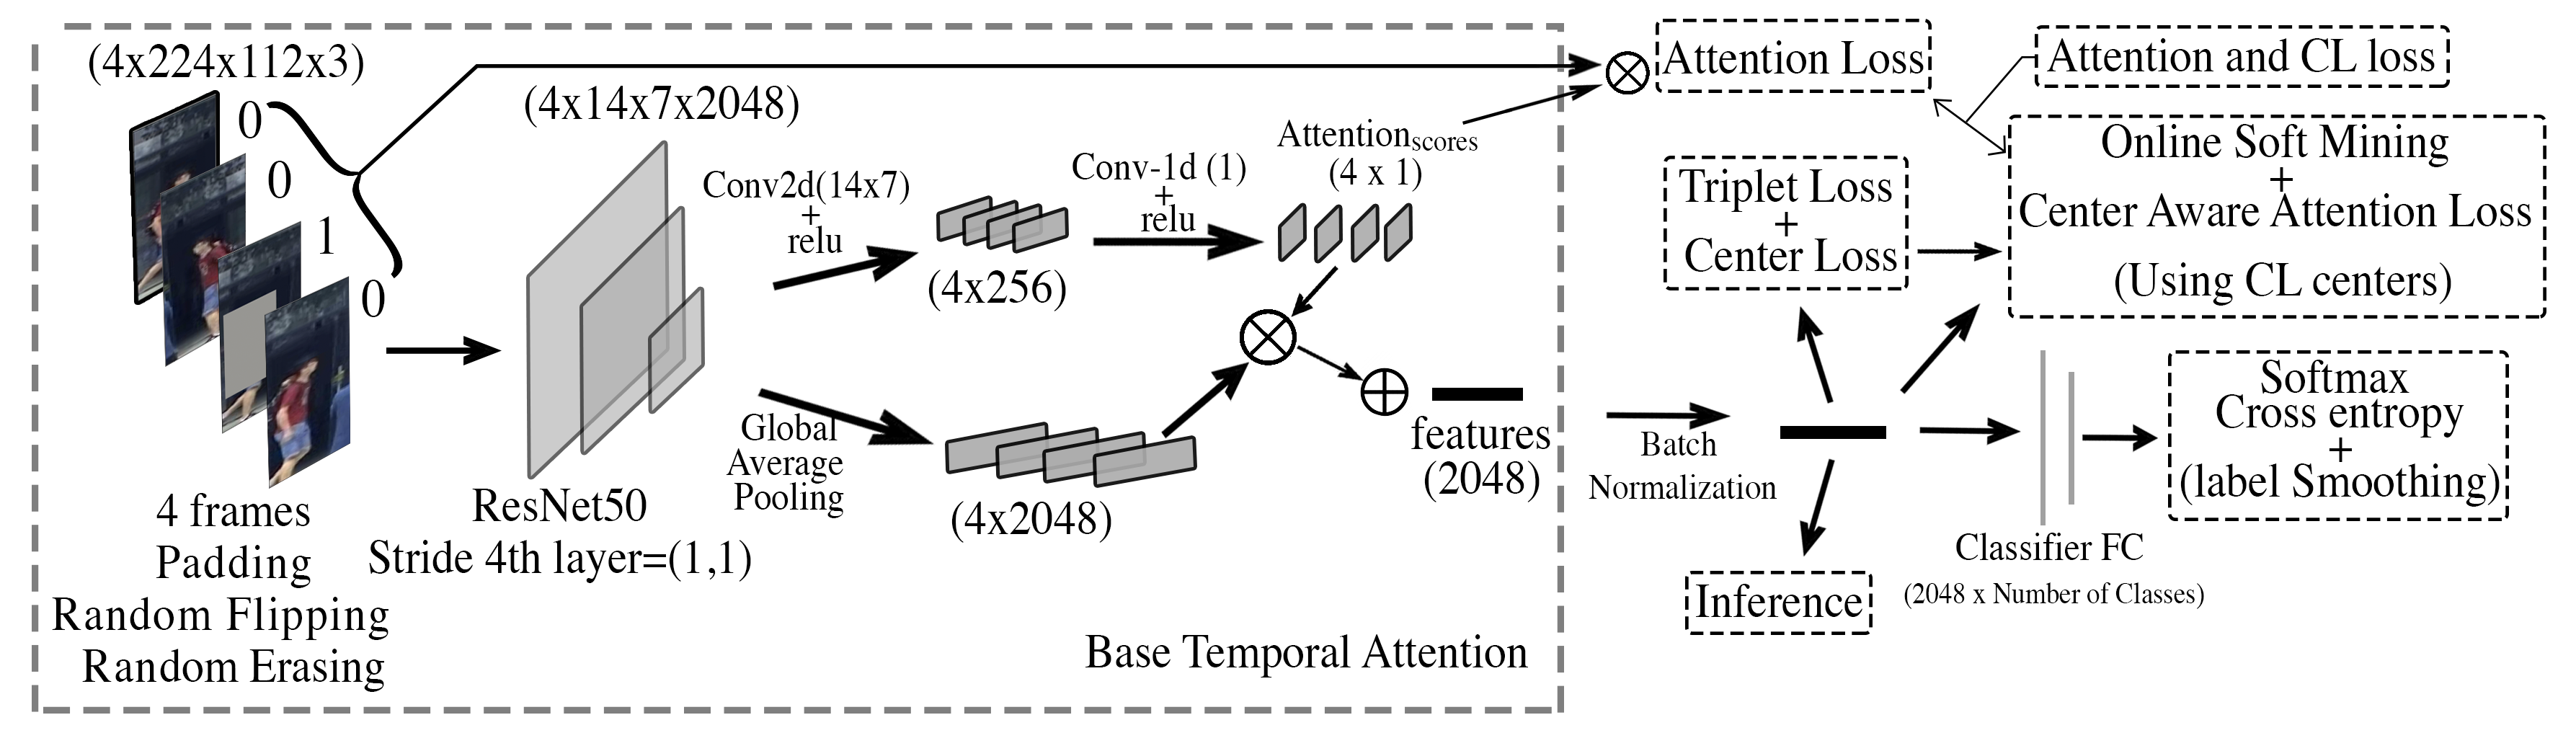 (4x224x112x3)
0
0
1
0
4 frames
Padding
Random Flipping
Random Erasing
(4x14x7x2048)
ResNet50
Stride 4th layer=(1,1)
Conv2d(14x7)
+
relu
(4x256)
Conv-1d (1)
+
relu
Attentionscores
(4 x 1)
Global
Average
Pooling
(4x2048)
features
(2048)
Base Temporal Attention
Attention Loss
Attention and CL loss
Triplet Loss
+
Center Loss
Online Soft Mining
+
Center Aware Attention Loss
(Using CL centers)
Batch
Normalization
Inference
Classifier FC
(2048 x Number of Classes)
Softmax
Cross entropy
+
(label Smoothing)